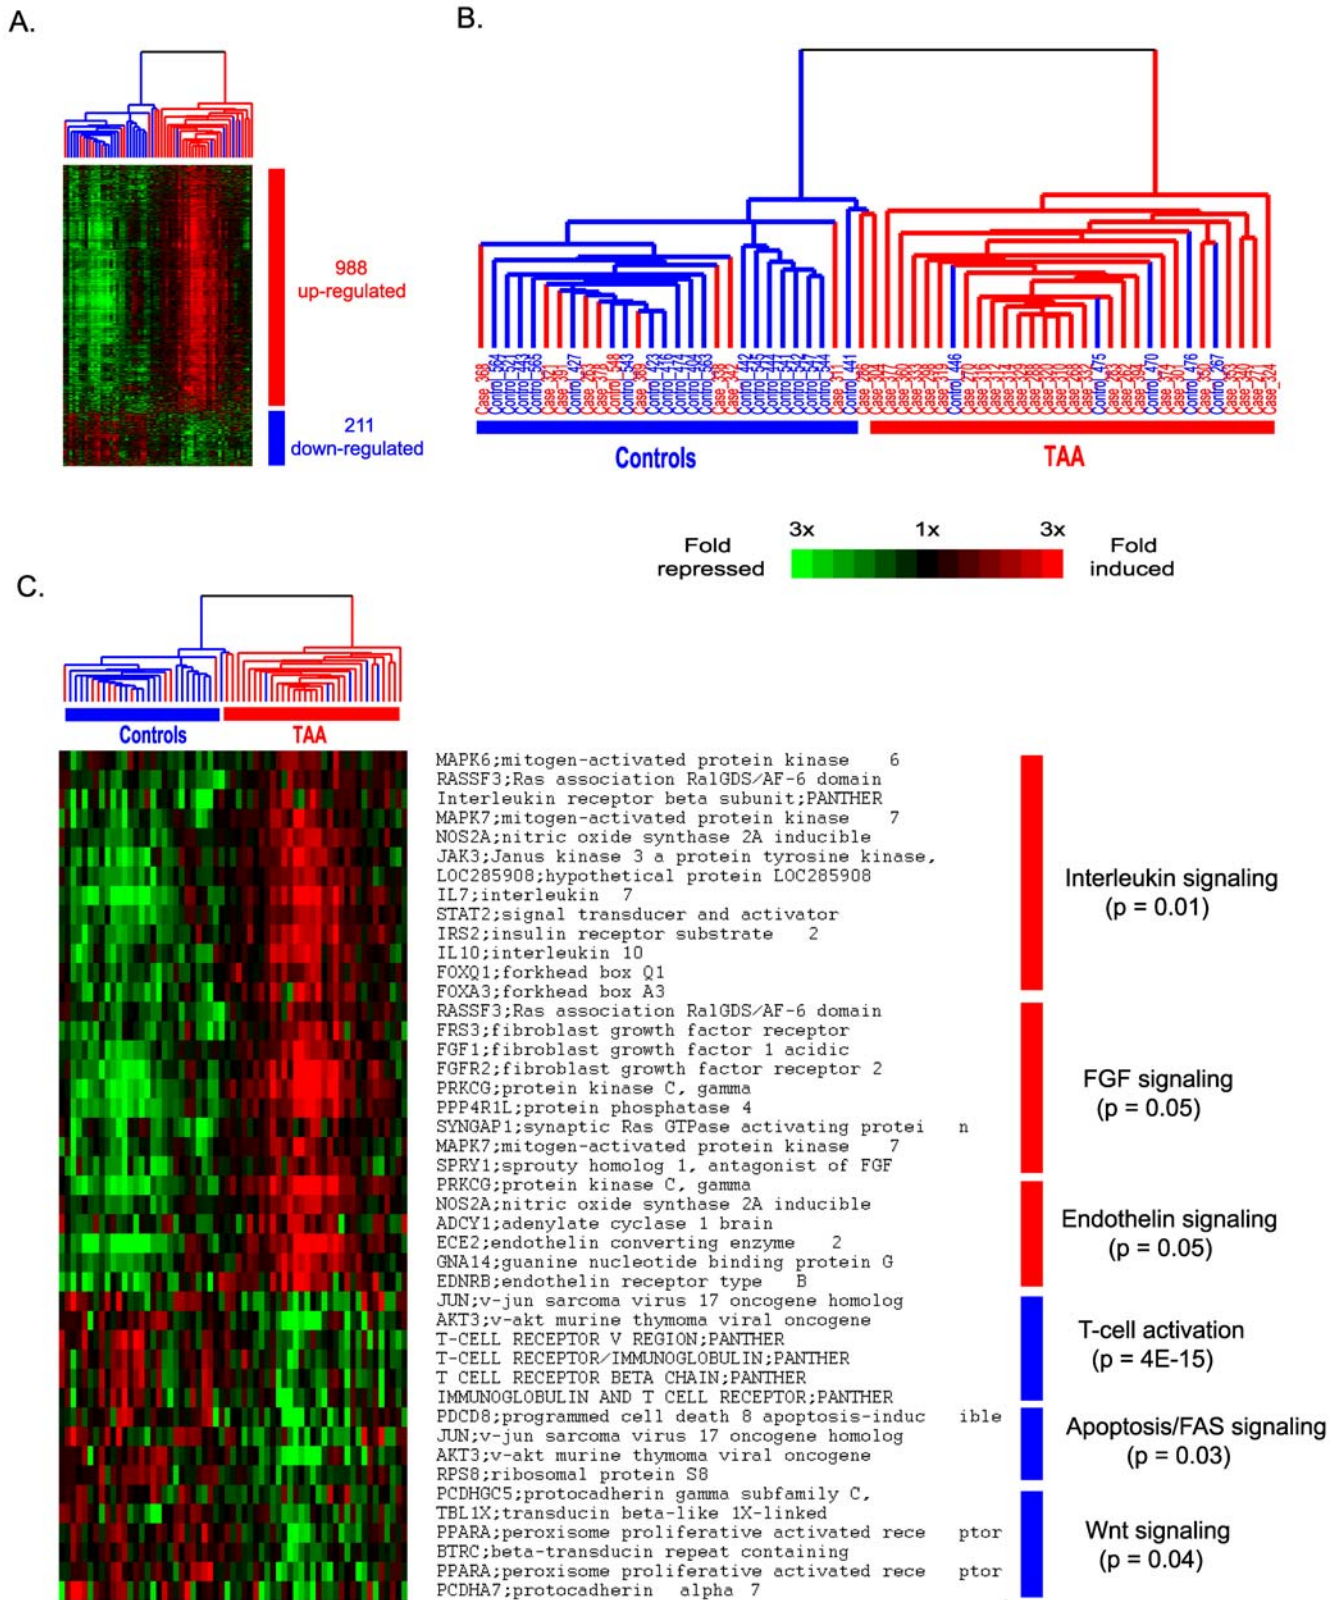 A.
B.
988
up-regulated
211
down-regulated
Controls
TAA
3x 1x 3x
Fold
repressed
Fold
induced
C.
Controls
TAA
MAPK6;mitogen-activated protein kinase 6
RASSF3;Ras association RalGDS/AF-6 domain
Interleukin receptor beta subunit;PANTHER
MAPK7;mitogen-activated protein kinase 7
NOS2A;nitric oxide synthase 2A inducible
JAK3;Janus kinase 3 a protein tyrosine kinase,
LOC285908;hypothetical protein LOC285908
IL7;interleukin 7
STAT2;signal transducer and activator
IRS2;insulin receptor substrate 2
IL10;interleukin 10
FOXQ1;forkhead box Q1
FOXA3;forkhead box A3
Interleukin signaling
(p = 0.01)
RASSF3;Ras association RalGDS/AF-6 domain
FRS3;fibroblast growth factor receptor
FGF1;fibroblast growth factor 1 acidic
FGFR2;fibroblast growth factor receptor 2
PRKCG;protein kinase C, gamma
PPP4R1L;protein phosphatase 4
SYNGAP1;synaptic Ras GTPase activating protei n
MAPK7;mitogen-activated protein kinase 7
SPRY1;sprouty homolog 1, antagonist of FGF
FGF signaling
(p = 0.05)
PRKCG;protein kinase C, gamma
NOS2A;nitric oxide synthase 2A inducible
ADCY1;adenylate cyclase 1 brain
ECE2;endothelin converting enzyme 2
GNA14;guanine nucleotide binding protein G
EDNRB;endothelin receptor type B
Endothelin signaling
(p = 0.05)
JUN;v-jun sarcoma virus 17 oncogene homolog
AKT3;v-akt murine thymoma viral oncogene
T-CELL RECEPTOR V REGION;PANTHER
T-CELL RECEPTOR/IMMUNOGLOBULIN;PANTHER
T CELL RECEPTOR BETA CHAIN;PANTHER
IMMUNOGLOBULIN AND T CELL RECEPTOR;PANTHER
T-cell activation
(p = 4E-15)
PDCD8;programmed cell death 8 apoptosis-induc ible
JUN;v-jun sarcoma virus 17 oncogene homolog
AKT3;v-akt murine thymoma viral oncogene
RPS8;ribosomal protein S8
Apoptosis/FAS signaling
(p = 0.03)
PCDHGC5;protocadherin gamma subfamily C,
TBL1X;transducin beta-like 1X-linked
PPARA;peroxisome proliferative activated rece ptor
BTRC;beta-transducin repeat containing
PPARA;peroxisome proliferative activated rece ptor
PCDHA7;protocadherin alpha 7
Wnt signaling
(p = 0.04)